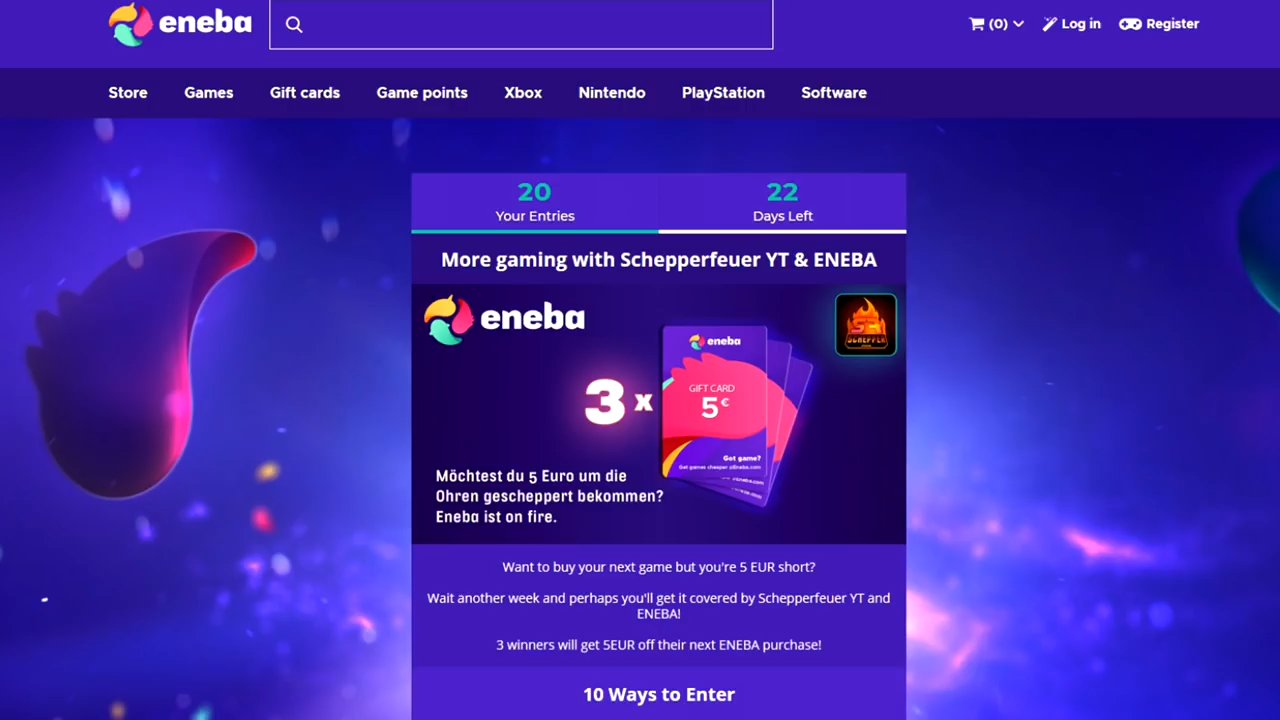 eneba
(0)
Log in
Register
Store
Games
Gift cards
Game points
Xbox
Nintendo
PlayStation
Software
20
Your Entries
22
Days Left
More gaming with Schepperfeuer YT & ENEBA
eneba
SCHEPPER
3 x
eneba
GIFT CARD
5€
Got game?
Get games cheaper
Möchtest du 5 Euro um die
Ohren gescheppert bekommen?
Eneba ist on fire.
Want to buy your next game but you're 5 EUR short?
Wait another week and perhaps you'll get it covered by Schepperfeuer YT and
ENEBA!
3 winners will get 5EUR off their next ENEBA purchase!
10 Ways to Enter